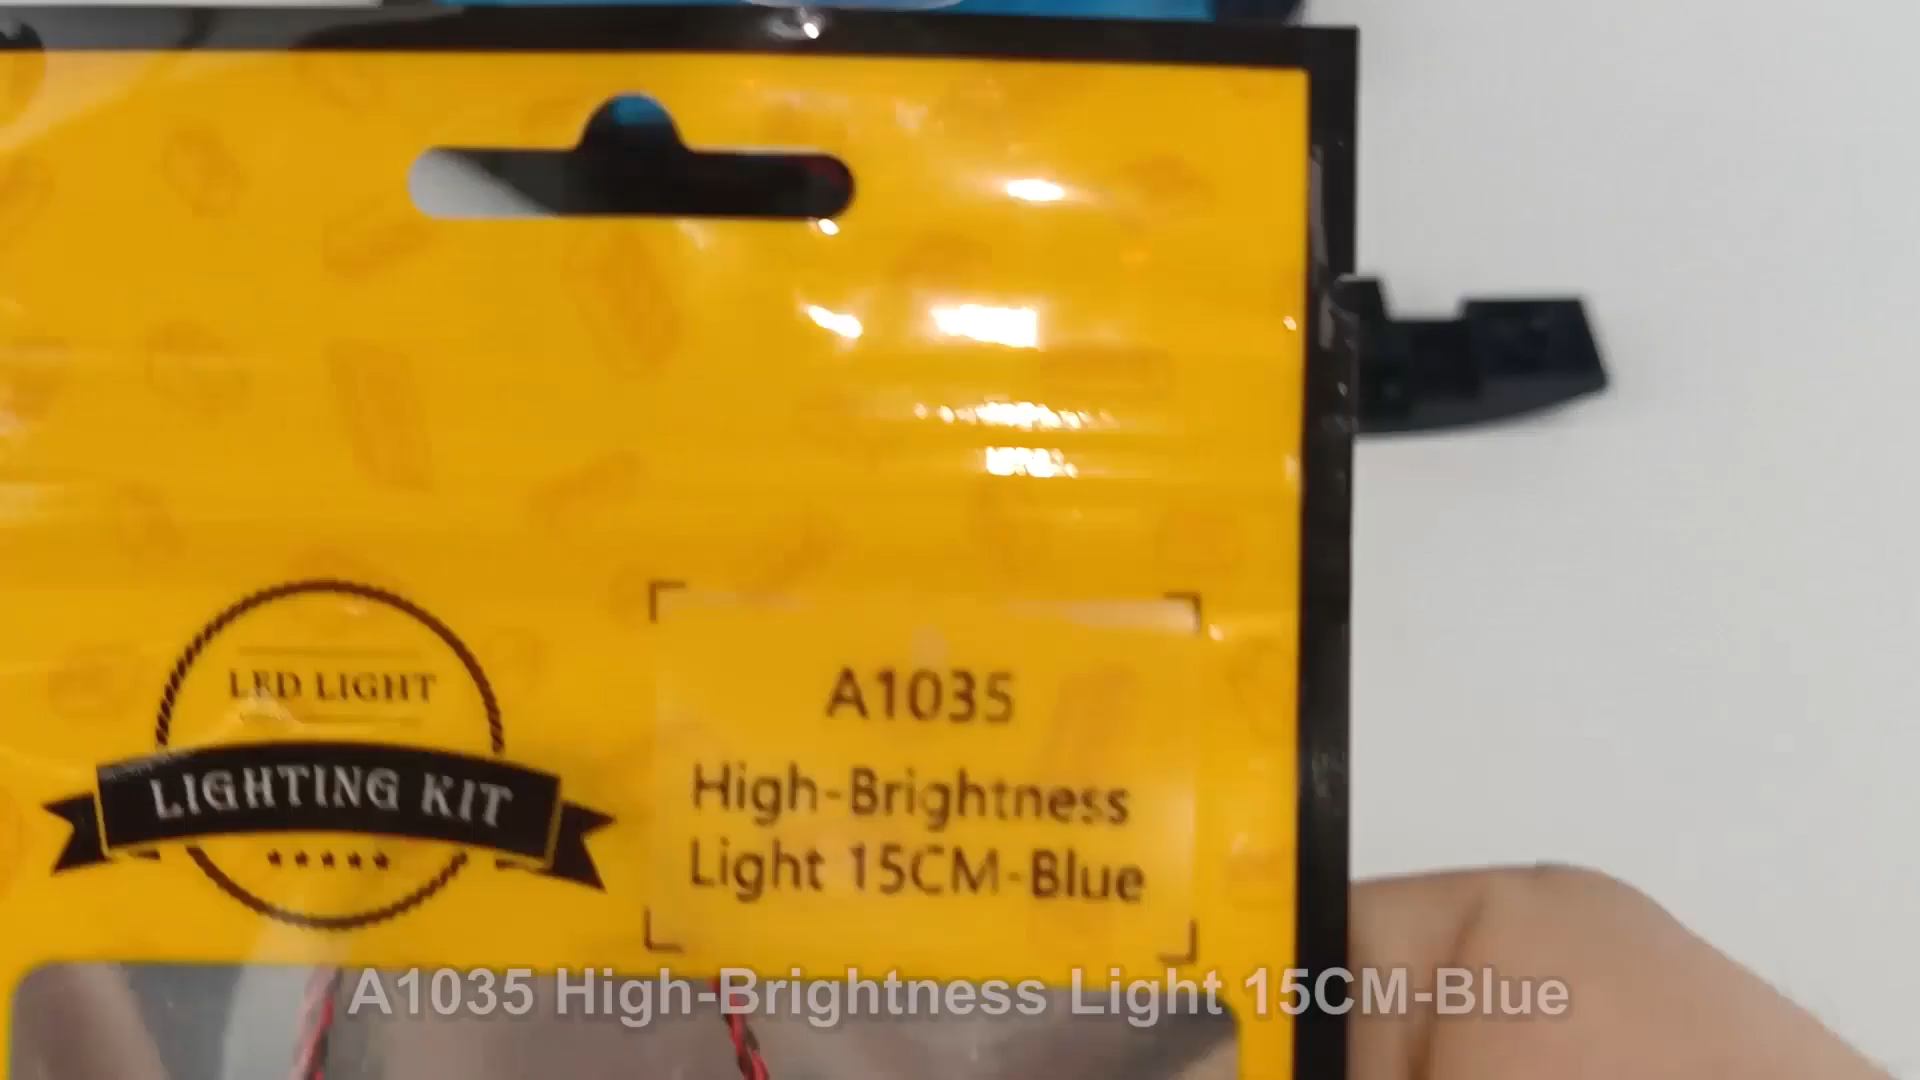 LED LIGHT
LIGHTING KIT
A1035
High-Brightness
Light 15CM-Blue
A1035 High-Brightness Light 15CM-Blue